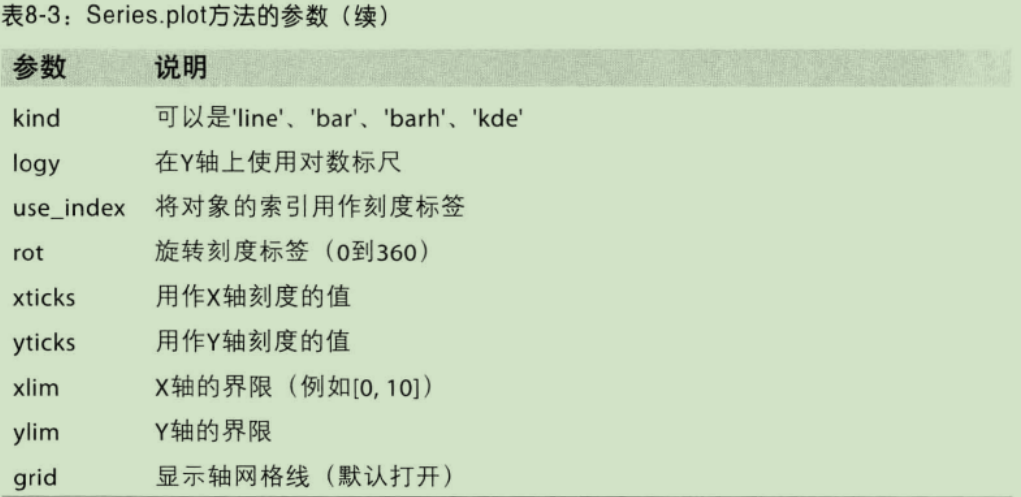 表8-3：Series.plot方法的参数（续）
参数 说明
kind 可以是'line'、'bar'、'barh'、'kde'
logy 在Y轴上使用对数标尺
use_index 将对象的索引用作刻度标签
rot 旋转刻度标签（0到360）
xticks 用作X轴刻度的值
yticks 用作Y轴刻度的值
xlim X轴的界限（例如[0, 10]）
ylim Y轴的界限
grid 显示轴网格线（默认打开）